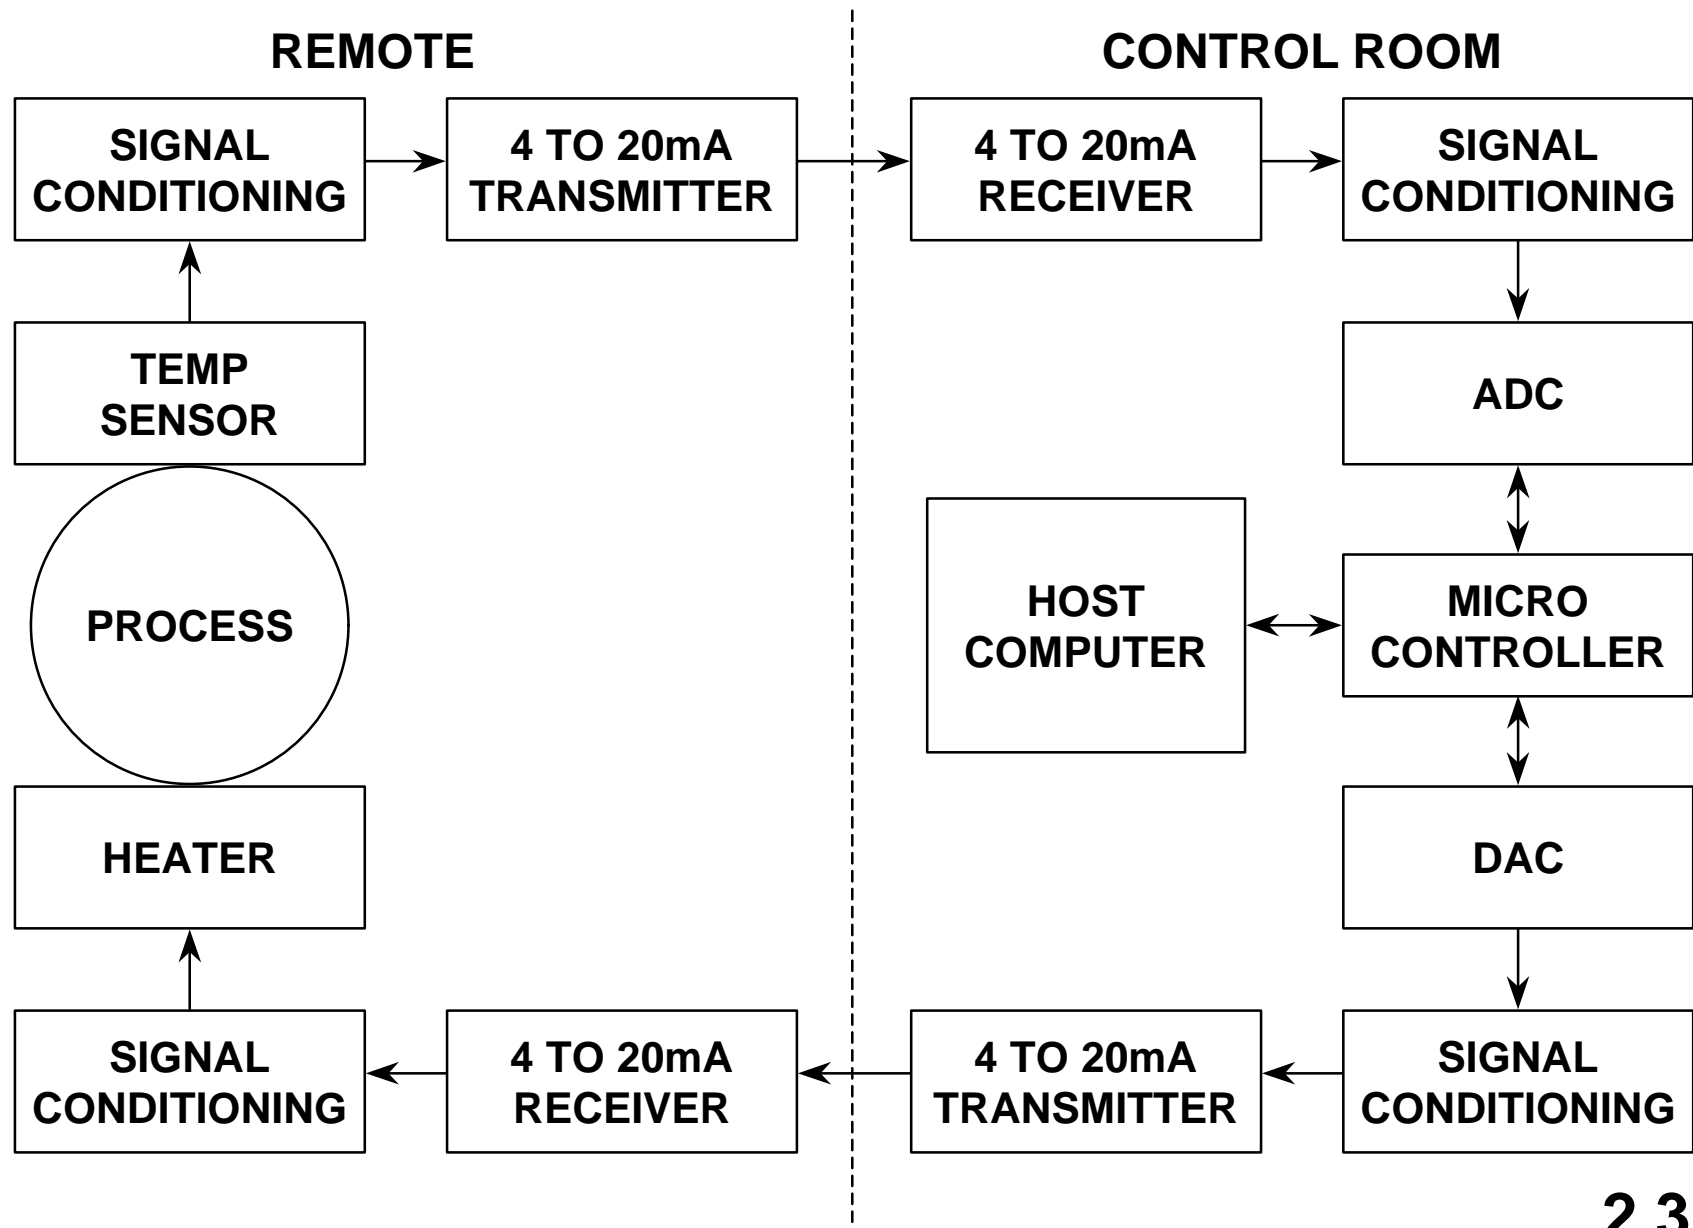 REMOTE
CONTROL ROOM
SIGNAL
CONDITIONING
4 TO 20mA
TRANSMITTER
4 TO 20mA
RECEIVER
SIGNAL
CONDITIONING
TEMP
SENSOR
ADC
PROCESS
HOST
COMPUTER
MICRO
CONTROLLER
HEATER
DAC
SIGNAL
CONDITIONING
4 TO 20mA
RECEIVER
4 TO 20mA
TRANSMITTER
SIGNAL
CONDITIONING
2.3